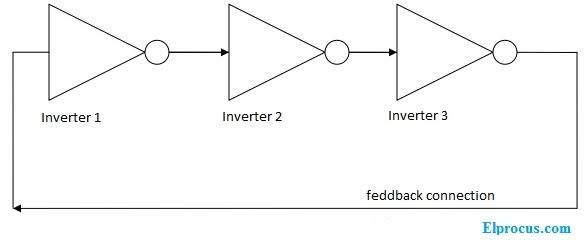 Inverter 1
Inverter 2
Inverter 3
feddback connection
Elprocus.com